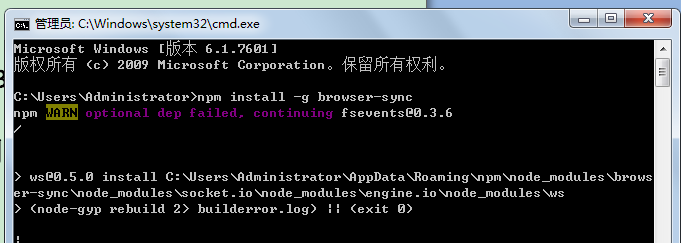 管理员: C:\Windows\system32\cmd.exe
Microsoft Windows [版本 6.1.7601]
版权所有 (c) 2009 Microsoft Corporation。保留所有权利。
C:\Users\Administrator>npm install -g browser-sync
npm WARN optional dep failed, continuing fsevents@0.3.6
/
> ws@0.5.0 install C:\Users\Administrator\AppData\Roaming\npm\node_modules\brows
er-sync\node_modules\socket.io\node_modules\engine.io\node_modules\ws
> (node-gyp rebuild 2> builderror.log) || (exit 0)